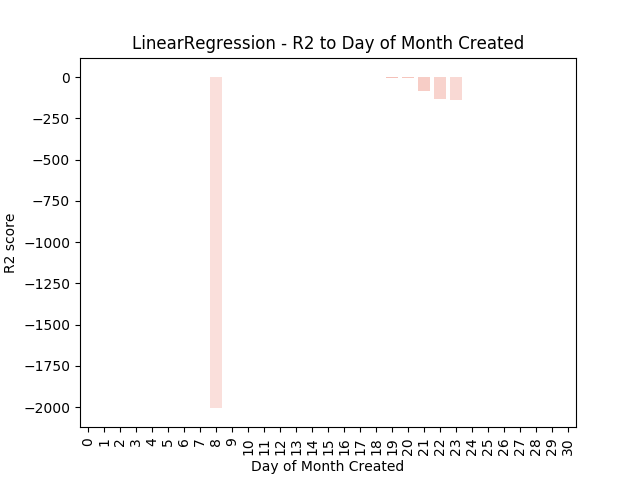 LinearRegression - R2 to Day of Month Created
R2 score
0
−250
−500
−750
−1000
−1250
−1500
−1750
−2000
0 1 2 3 4 5 6 7 8 9 10 11 12 13 14 15 16 17 18 19 20 21 22 23 24 25 26 27 28 29 30
Day of Month Created